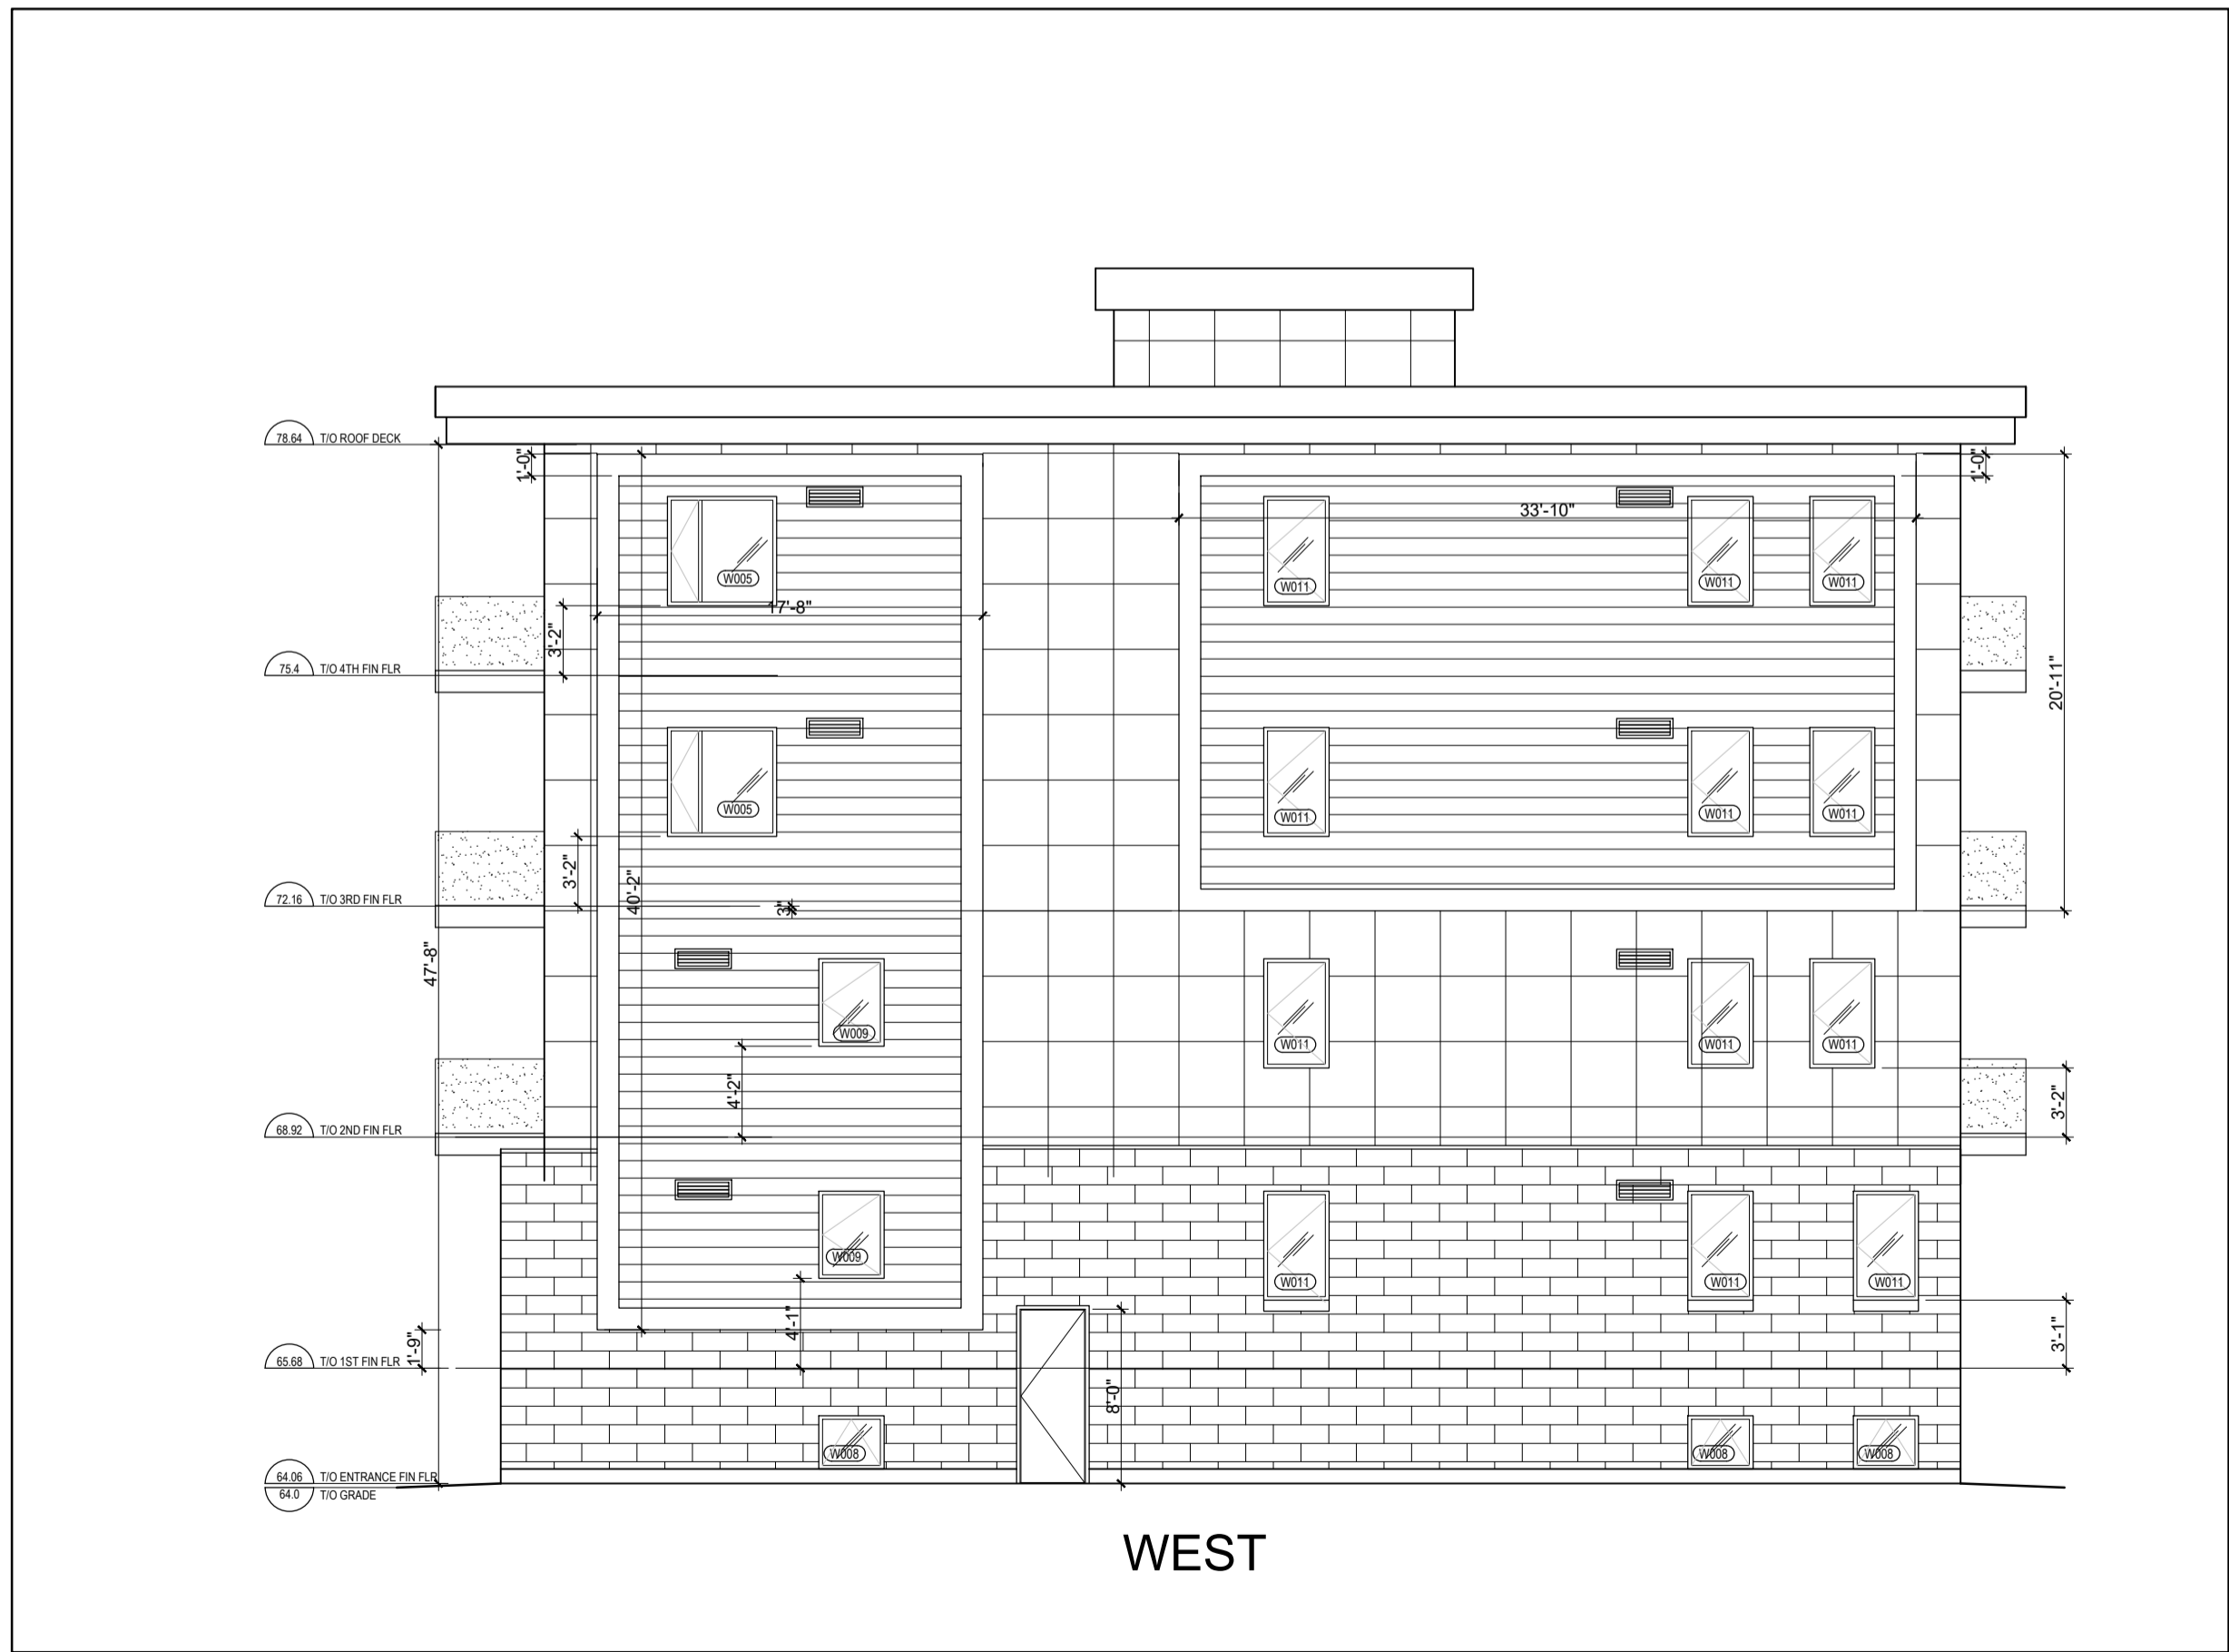 78.64 T/O ROOF DECK
1'-0"
1'-0"
33'-10"
W005
W011
W011
W011
17'-8"
3'-2"
75.4 T/O 4TH FIN FLR
20'-11"
W005
W011
W011
W011
3'-2"
40'-2"
72.16 T/O 3RD FIN FLR
3"
47'-8"
W009
W011
W011
W011
4'-2"
3'-2"
68.92 T/O 2ND FIN FLR
W009
W011
W011
W011
4'-1"
3'-1"
1'-9"
65.68 T/O 1ST FIN FLR
8'-0"
W008
W008
W008
64.06 T/O ENTRANCE FIN FLR
64.0 T/O GRADE
WEST